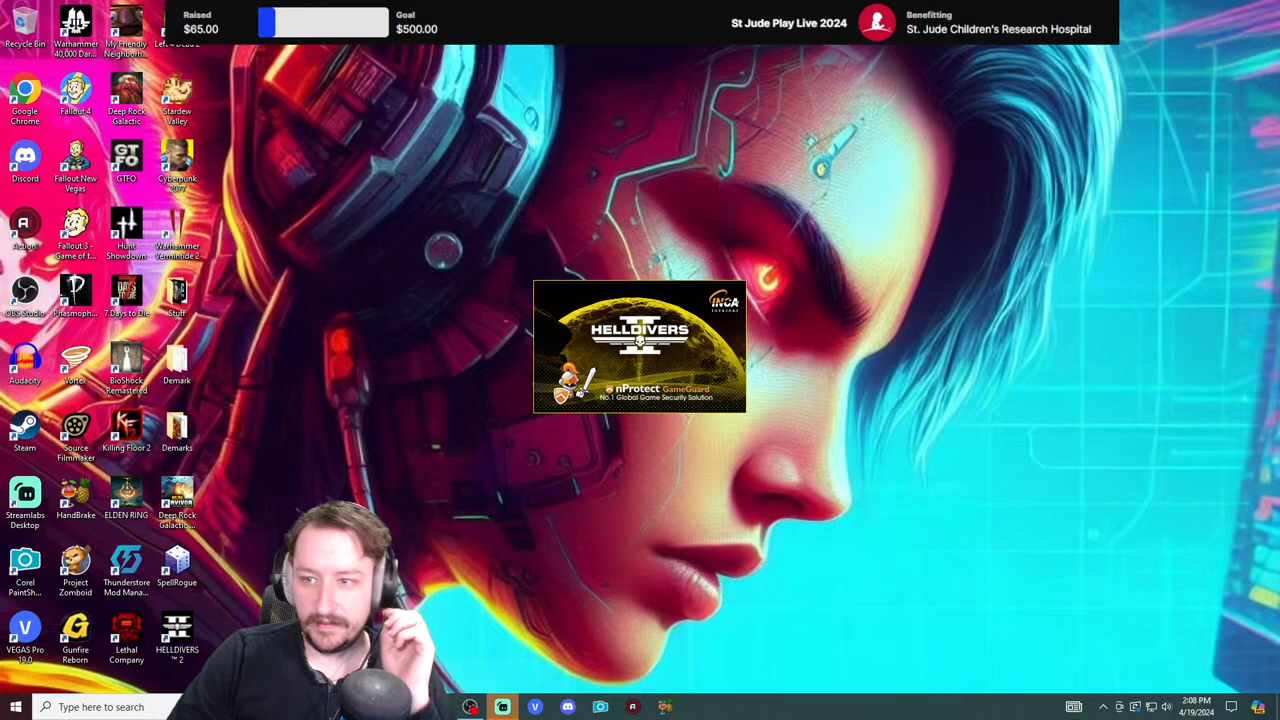 Raised
$65.00
Goal
$500.00
St Jude Play Live 2024
Benefitting
St. Jude Children's Research Hospital
Recycle Bin
Warhammer
40,000 Dar...
My Friendly
Neighborh...
Google
Chrome
Fallout 4
Deep Rock
Galactic
Stardew
Valley
Discord
Fallout New
Vegas
GTFO
GTFO
Cyberpunk
2077
Action!
Fallout 3 -
Game of t...
Hunt
Showdown
Warhammer
Vermintide 2
OBS Studio
Phasmoph...
7 Days to Die
Stuff
Audacity
Vortex
BioShock
Remastered
Demark
Steam
Source
Filmmaker
Killing Floor 2
Demarks
Streamlabs
Desktop
HandBrake
ELDEN RING
Deep Rock
Galactic ...
Corel
PaintSh...
Project
Zomboid
Thunderstore
Mod Mana...
SpellRogue
VEGAS Pro
19.0
Gunfire
Reborn
Lethal
Company
HELLDIVERS
™ 2
INCA
Internet
HELLDIVERS
II
nProtect GameGuard
No.1 Global Game Security Solution
Type here to search
2:08 PM
4/19/2024